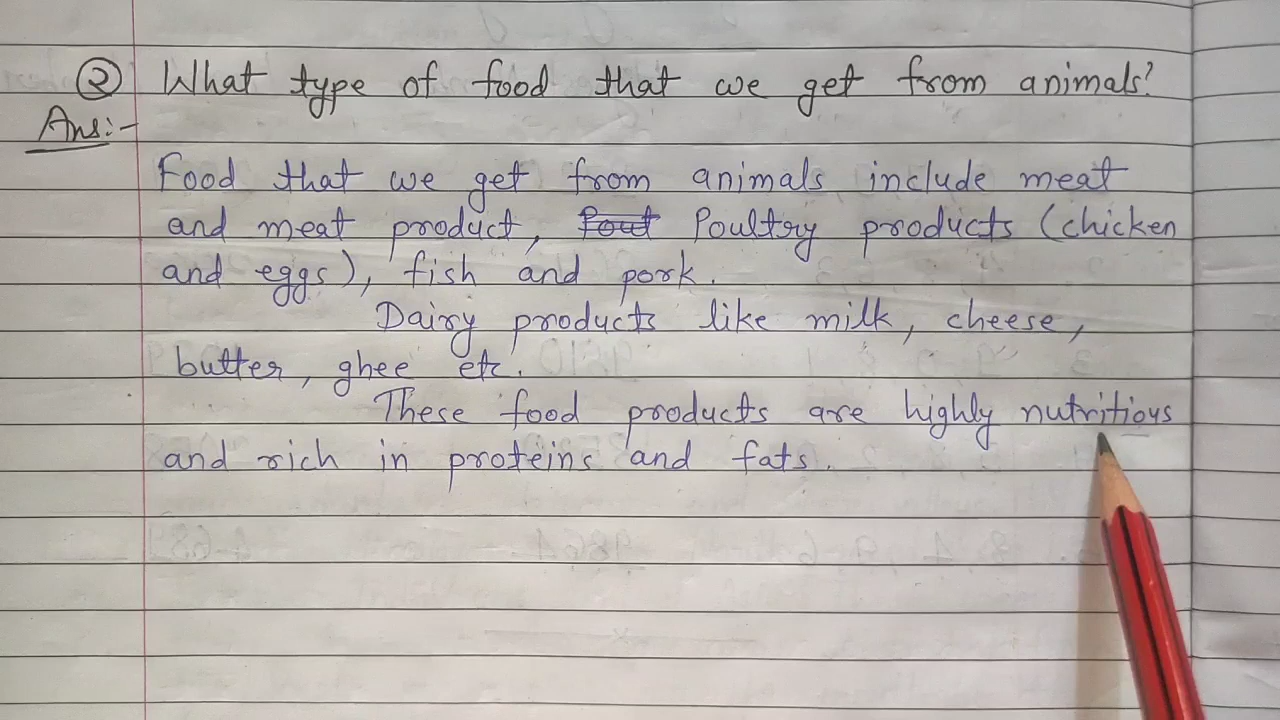 ② What type of food that we get from animals?
Ans:-
Food that we get from animals include meat
and meat product, Poultry products (chicken
and eggs), fish and pork.
Dairy products like milk, cheese,
butter, ghee etc.
These food products are highly nutritious
and rich in proteins and fats.